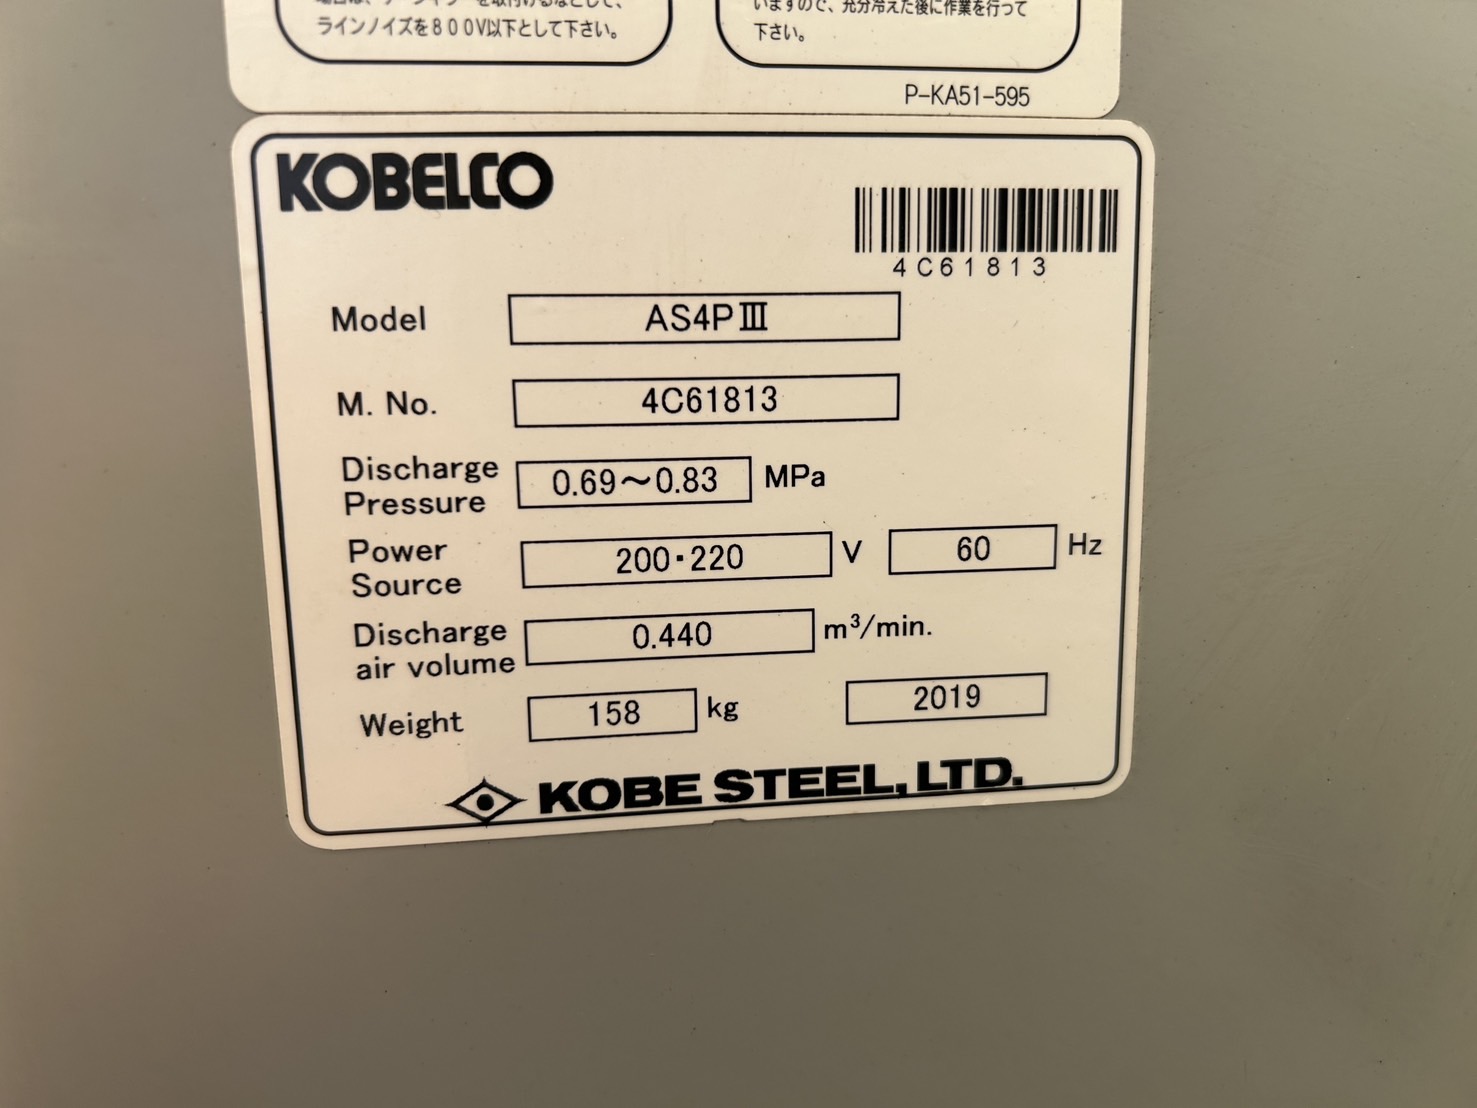 ラインノイズを800V以下として下さい。
いますので、充分冷えた後に作業を行って
下さい。
P-KA51-595
KOBELCO
4C61813
Model AS4PⅢ
M. No. 4C61813
Discharge
Pressure 0.69～0.83 MPa
Power
Source 200・220 V 60 Hz
Discharge
air volume 0.440 m³/min.
Weight 158 kg 2019
KOBE STEEL, LTD.